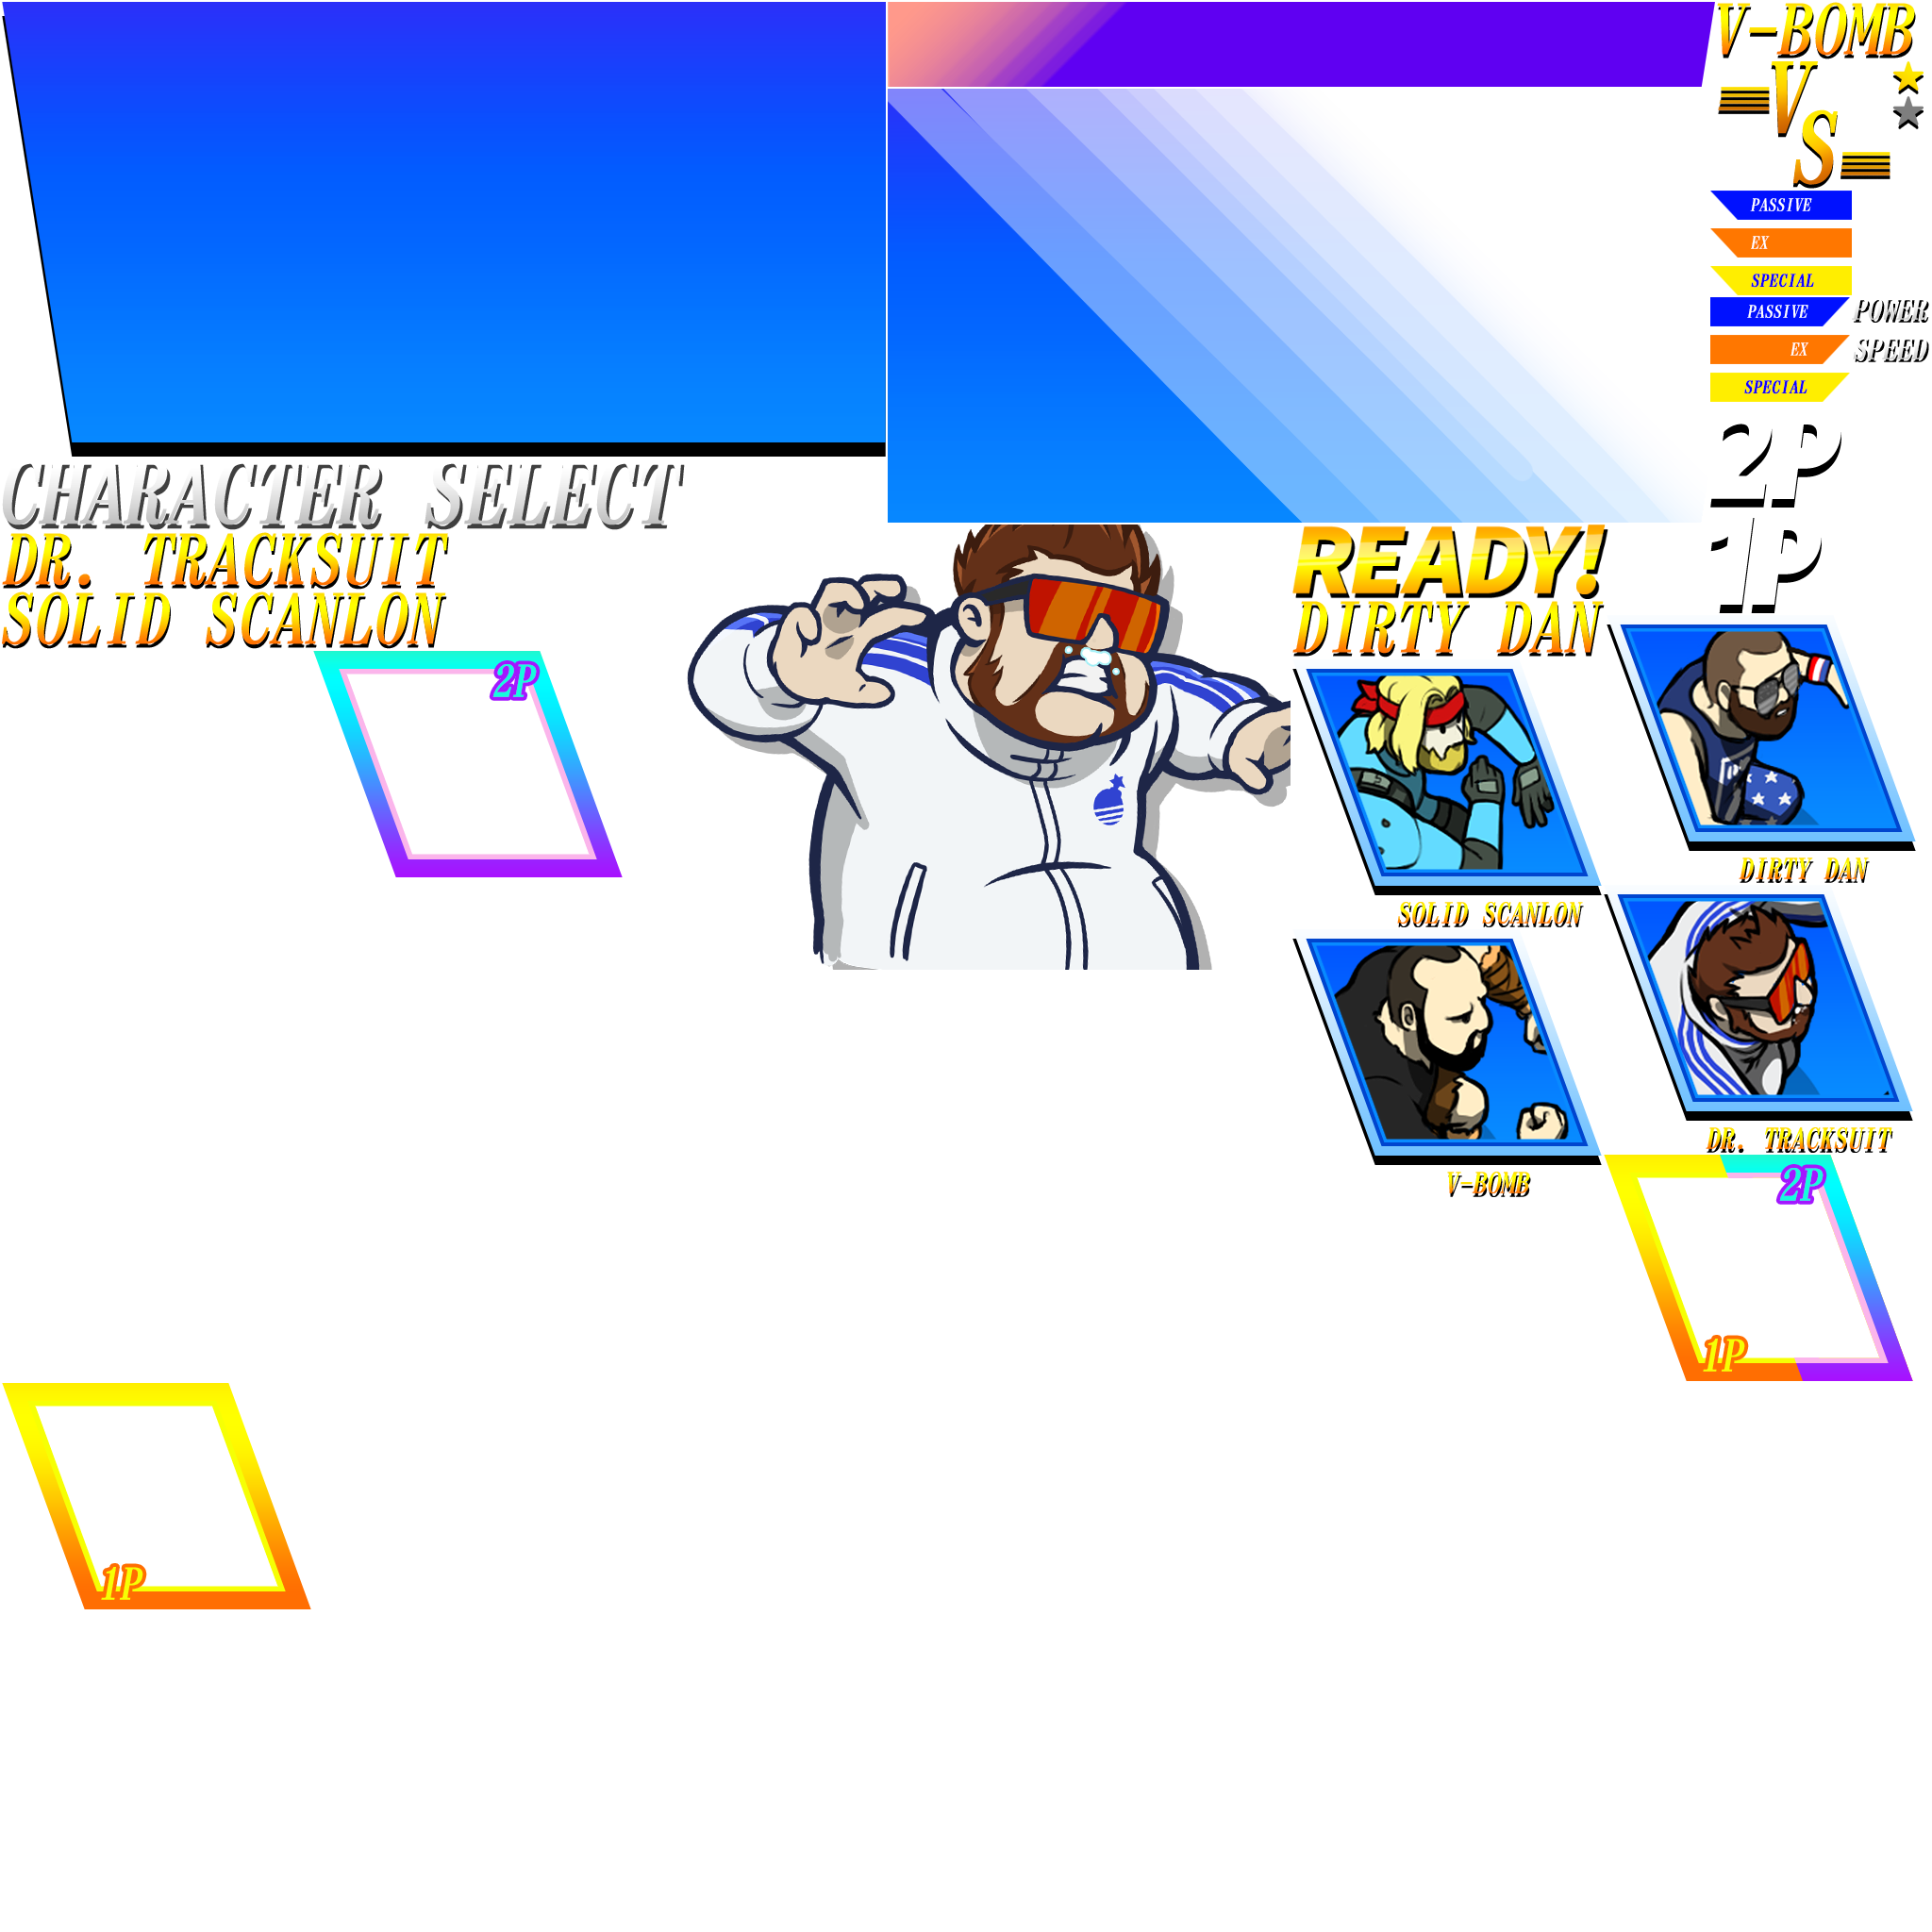 V-BOMB
VS
PASSIVE
EX
SPECIAL
PASSIVE
POWER
EX
SPEED
SPECIAL
2P
1P
CHARACTER SELECT
DR. TRACKSUIT
SOLID SCANLON
READY!
DIRTY DAN
2P
DIRTY DAN
SOLID SCANLON
DR. TRACKSUIT
V-BOMB
2P
1P
1P